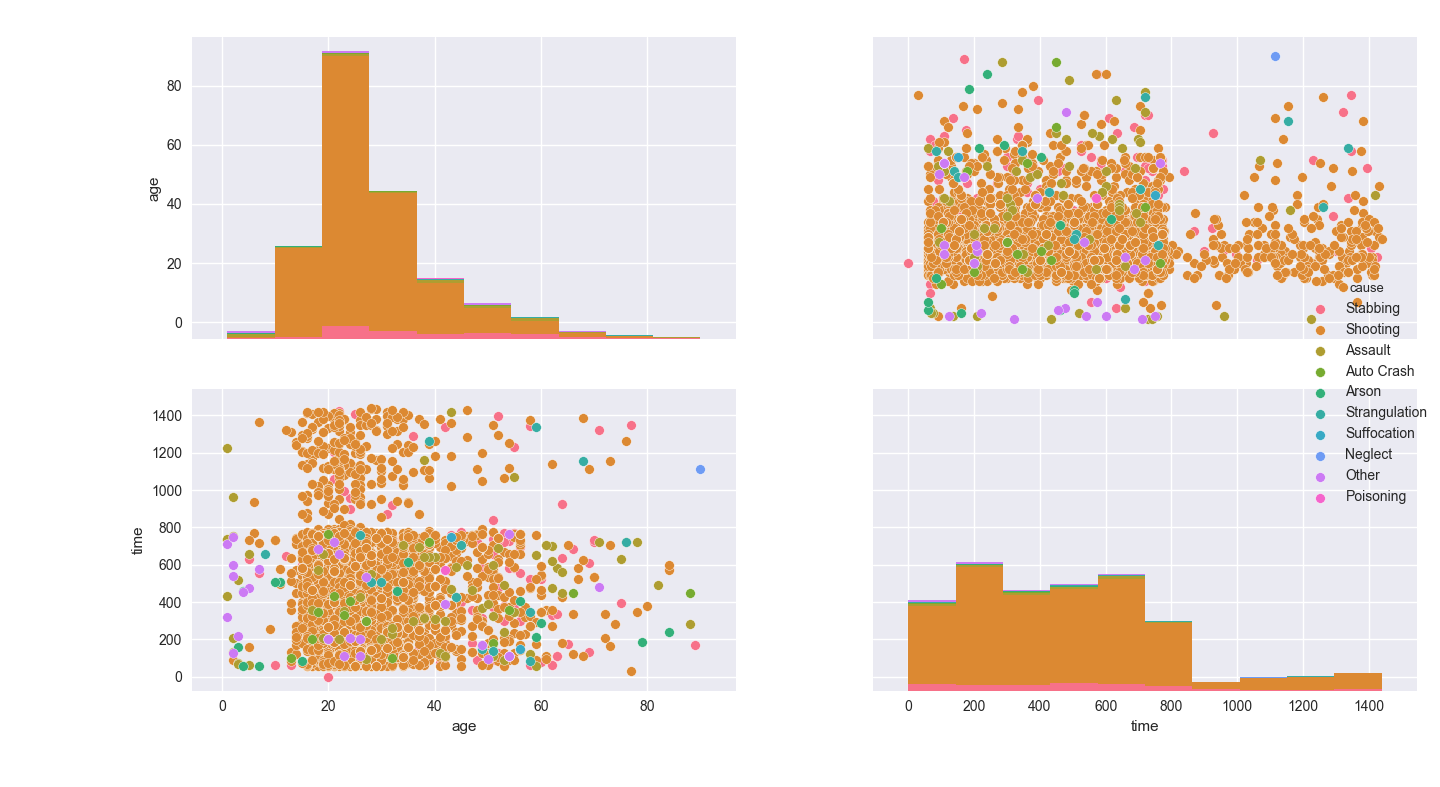 80
60
40
20
0
age
cause
Stabbing
Shooting
Assault
Auto Crash
Arson
Strangulation
Suffocation
Neglect
Other
Poisoning
1400
1200
1000
800
600
400
200
0
time
0 20 40 60 80
age
0 200 400 600 800 1000 1200 1400
time